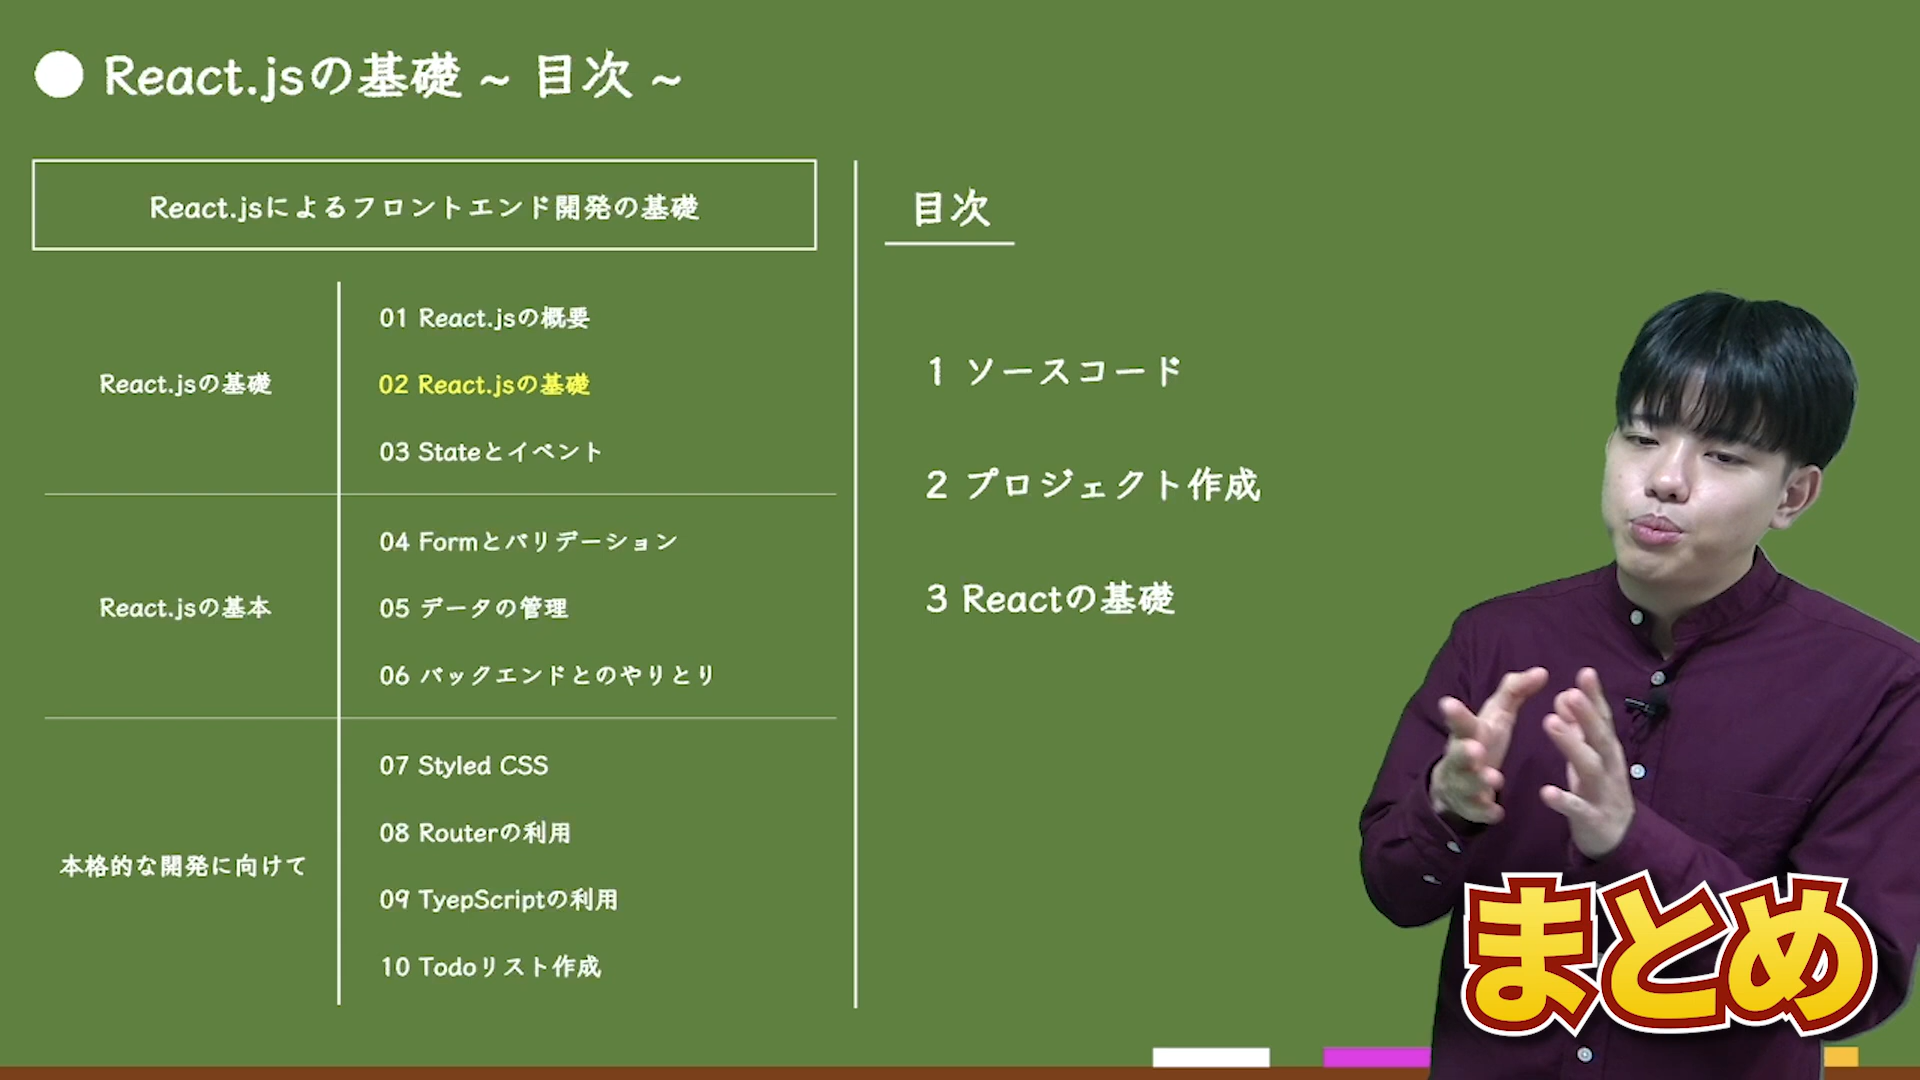 React.jsの基礎 ~ 目次 ~
React.jsによるフロントエンド開発の基礎
React.jsの基礎
01 React.jsの概要
02 React.jsの基礎
03 Stateとイベント
React.jsの基本
04 Formとバリデーション
05 データの管理
06 バックエンドとのやりとり
本格的な開発に向けて
07 Styled CSS
08 Routerの利用
09 TyepScriptの利用
10 Todoリスト作成
目次
1 ソースコード
2 プロジェクト作成
3 Reactの基礎
まとめ